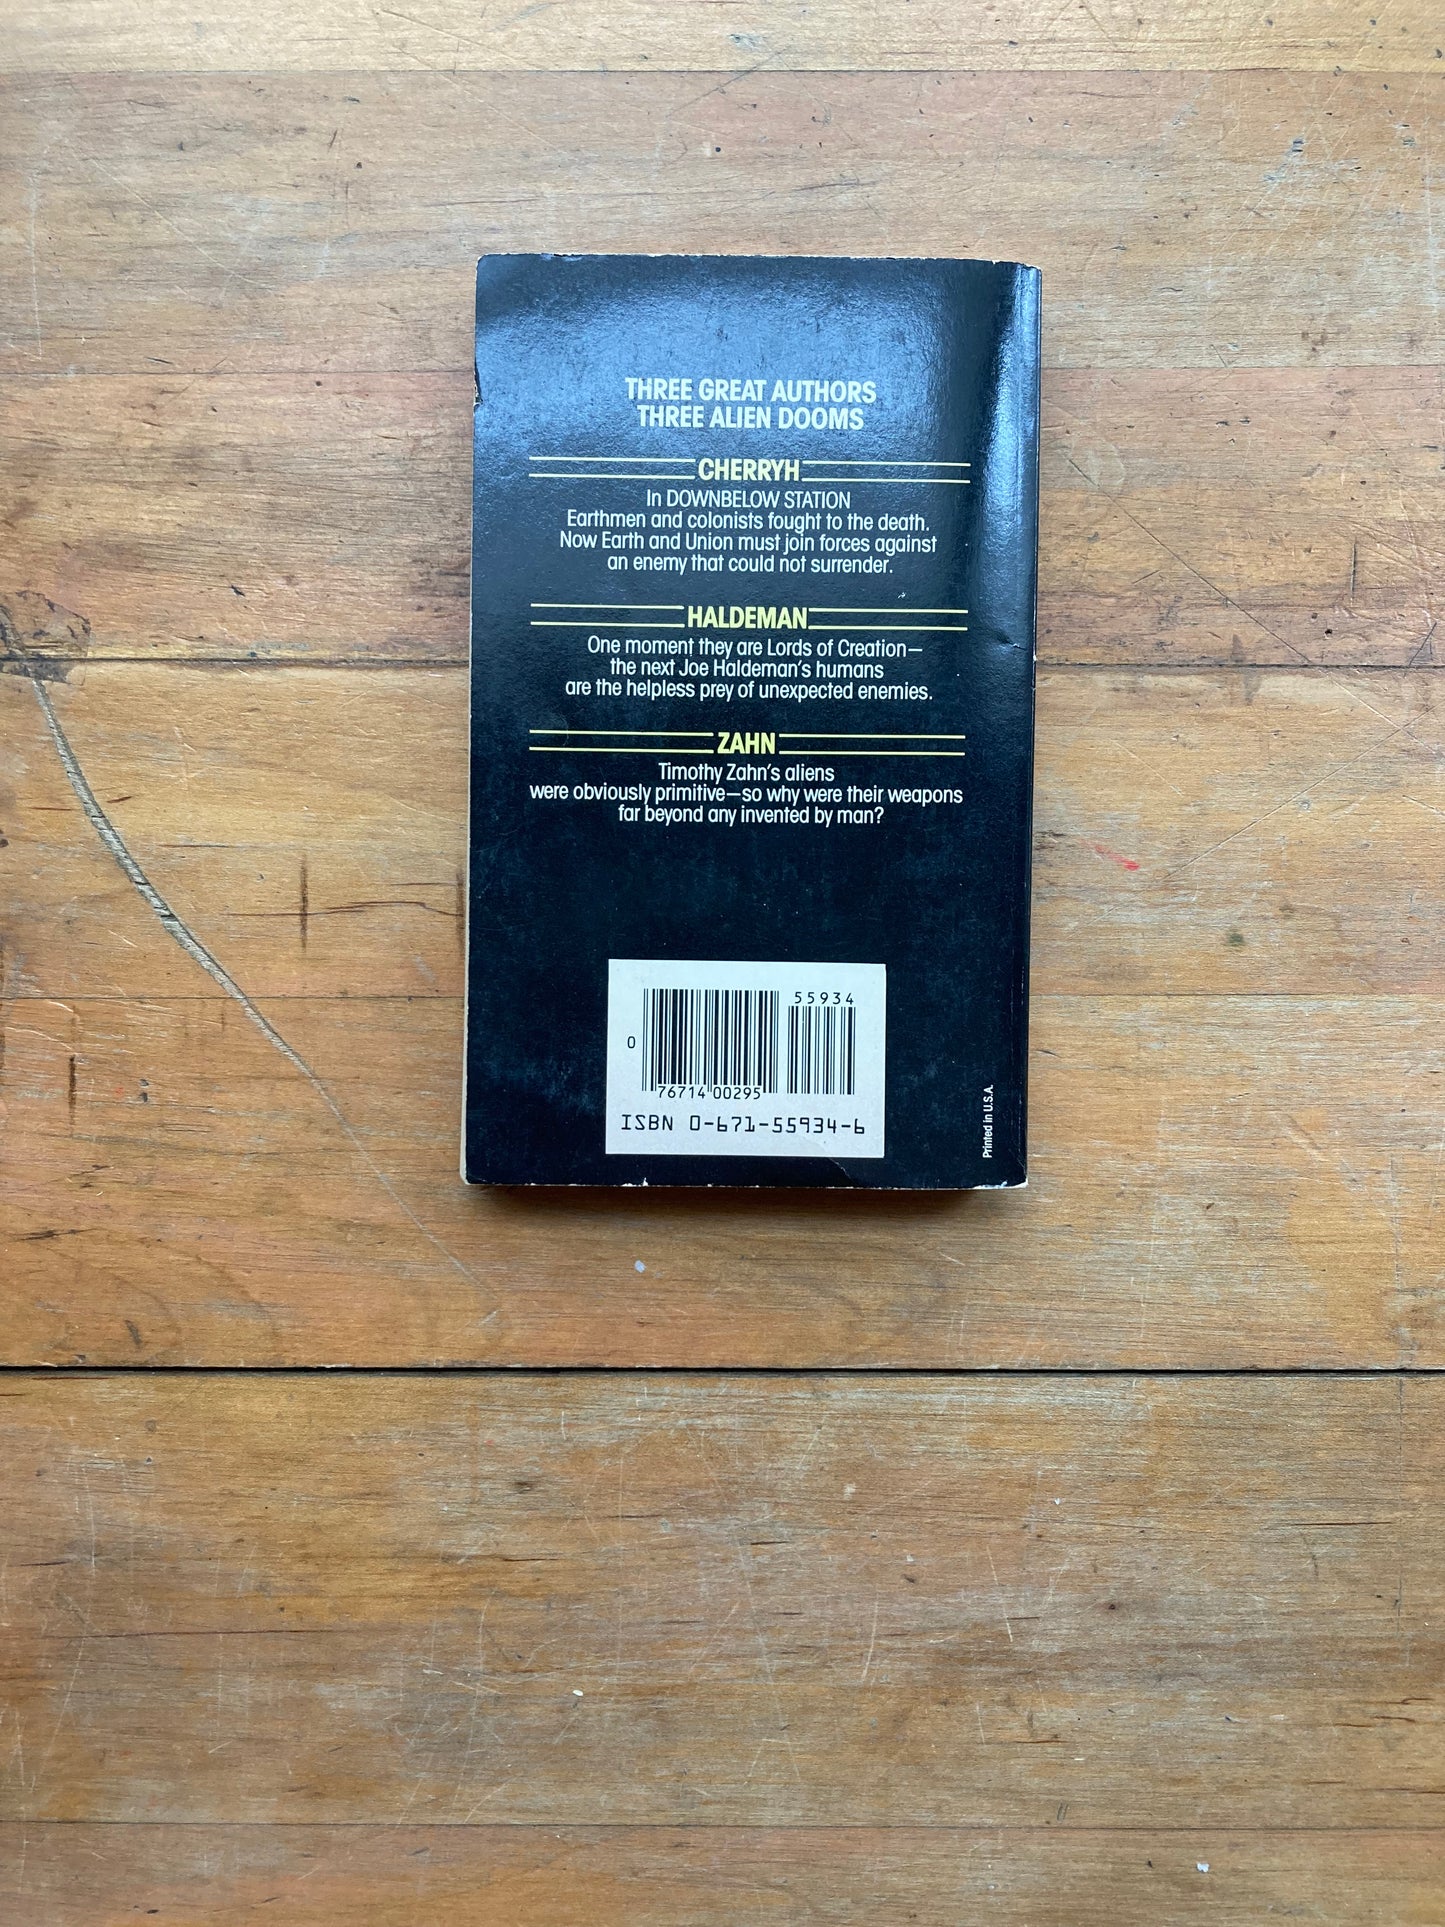 THREE GREAT AUTHORS
THREE ALIEN DOOMS
CHERRYH
In DOWNBELOW STATION
Earthmen and colonists fought to the death.
Now Earth and Union must join forces against
an enemy that could not surrender.
HALDEMAN
One moment they are Lords of Creation—
the next Joe Haldeman's humans
are the helpless prey of unexpected enemies.
ZAHN
Timothy Zahn's aliens
were obviously primitive—so why were their weapons
far beyond any invented by man?
55934
0
76714 00295
ISBN 0-671-55934-6
Printed in U.S.A.